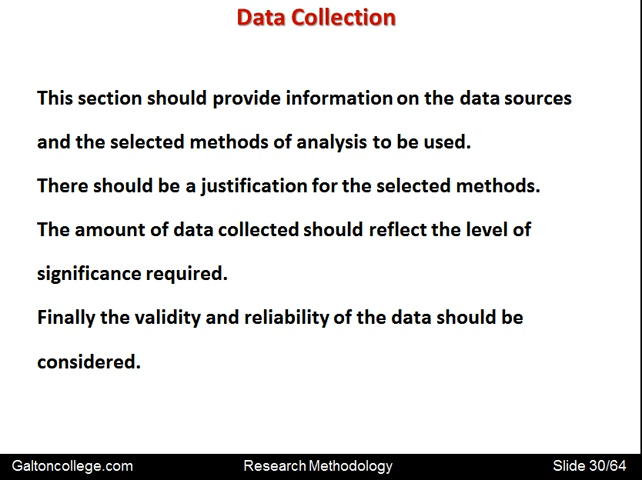 Data Collection
This section should provide information on the data sources
and the selected methods of analysis to be used.
There should be a justification for the selected methods.
The amount of data collected should reflect the level of
significance required.
Finally the validity and reliability of the data should be
considered.
Galtoncollege.com Research Methodology Slide 30/64